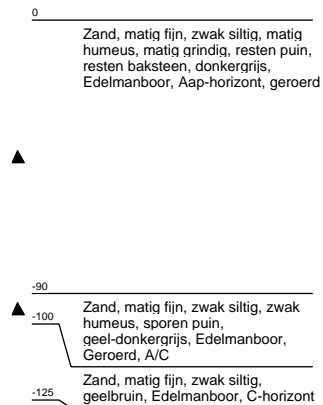 0
Zand, matig fijn, zwak siltig, matig
humeus, matig grindig, resten puin,
resten baksteen, donkergrijs,
Edelmanboor, Aap-horizont, geroerd
-90
Zand, matig fijn, zwak siltig, zwak
-100
humeus, sporen puin,
geel-donkergrijs, Edelmanboor,
Geroerd, A/C
Zand, matig fijn, zwak siltig,
-125
geelbruin, Edelmanboor, C-horizont